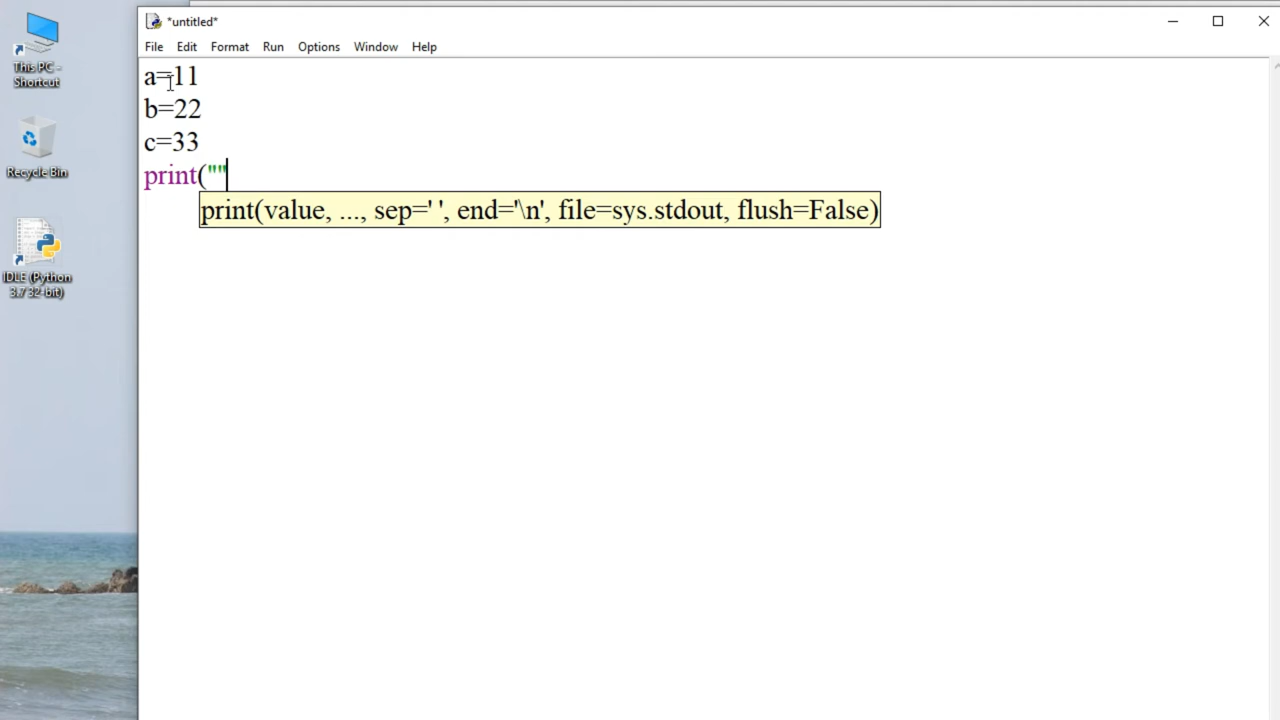 *untitled*
File Edit Format Run Options Window Help
This PC -
Shortcut
Recycle Bin
IDLE (Python
3.7 32-bit)
a=11
b=22
c=33
print(""
print(value, ..., sep=' ', end='\n', file=sys.stdout, flush=False)